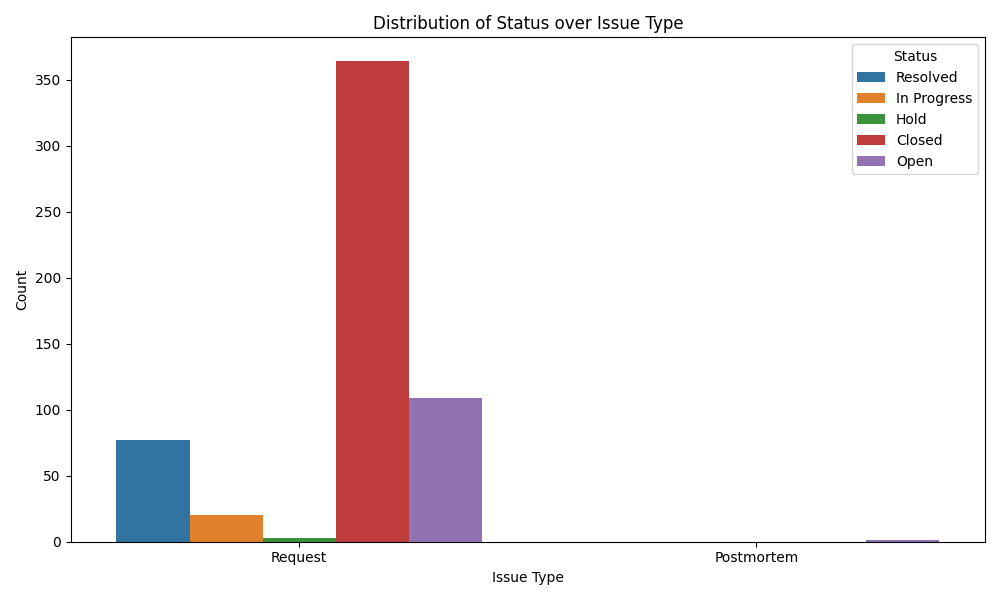 Distribution of Status over Issue Type
Status
Resolved
In Progress
Hold
Closed
Open
Count
350
300
250
200
150
100
50
0
Request
Postmortem
Issue Type